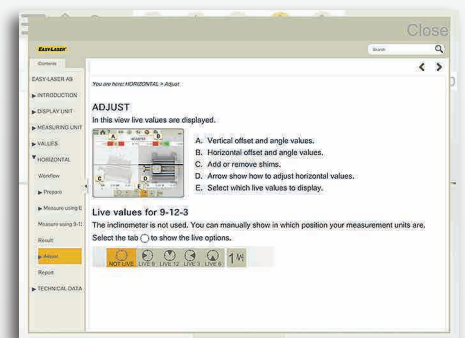 Close
EASY-LASER
Search
Contents
EASY-LASER AB
INTRODUCTION
DISPLAY UNIT
MEASURING UNIT
VALUES
HORIZONTAL
Workflow
Prepare
Measure using E
Measure using 9-12
Result
Adjust
Report
TECHNICAL DATA
You are here: HORIZONTAL > Adjust
ADJUST
In this view live values are displayed.
A
B
C
D
E
A. Vertical offset and angle values.
B. Horizontal offset and angle values.
C. Add or remove shims.
D. Arrow show how to adjust horizontal values.
E. Select which live values to display.
Live values for 9-12-3
The inclinometer is not used. You can manually show in which position your measurement units are.
Select the tab to show the live options.
NOT LIVE LIVE 9 LIVE 12 LIVE 3 LIVE 6